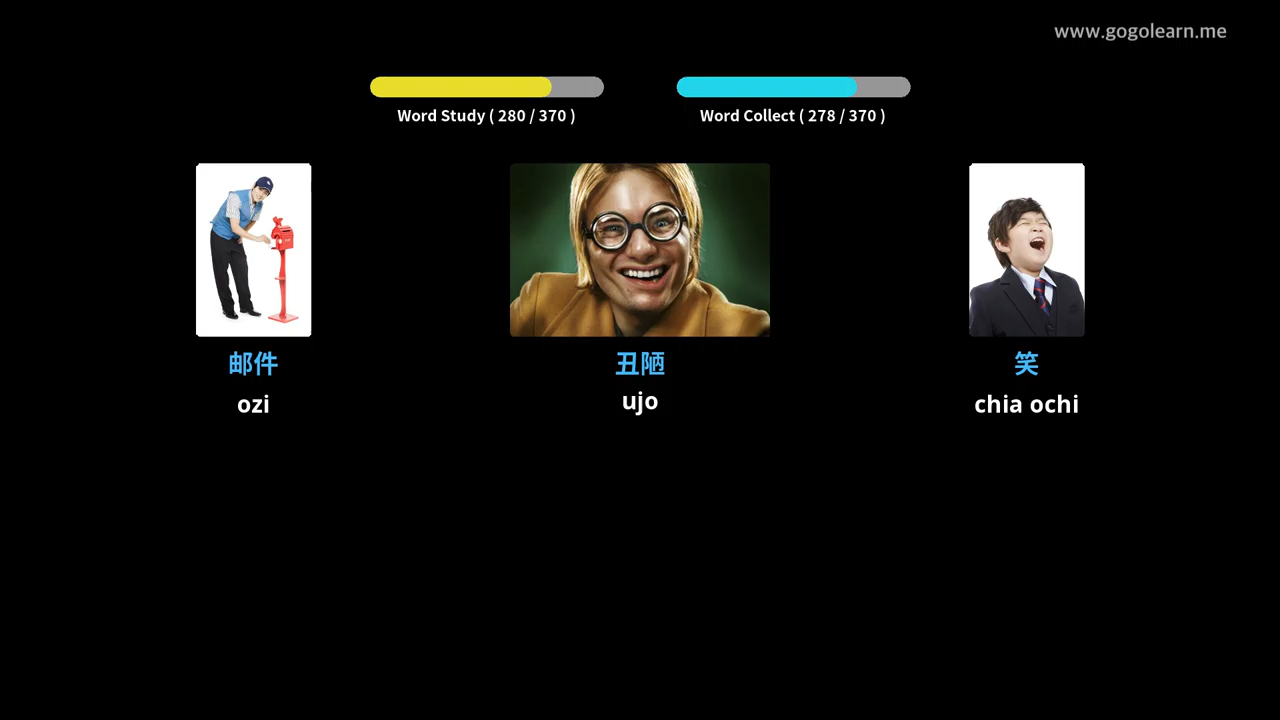 www.gogolearn.me
Word Study ( 280 / 370 )
Word Collect ( 278 / 370 )
邮件
丑陋
笑
ozi
ujo
chia ochi